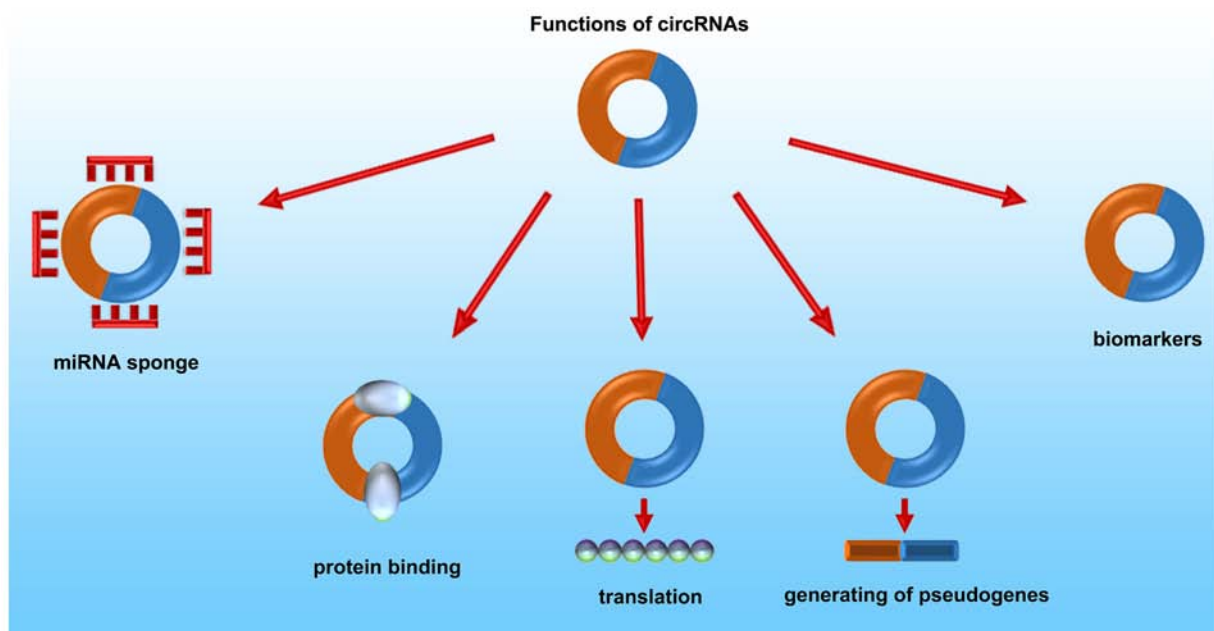 Functions of circRNAs
miRNA sponge
biomarkers
protein binding
translation
generating of pseudogenes